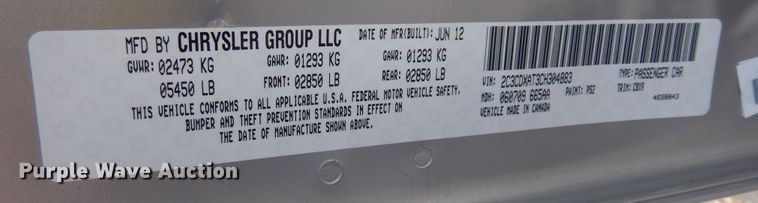 MFD BY CHRYSLER GROUP LLC DATE OF MFR(BUILT): JUN 12
GVWR: 02473 KG GAWR: 01293 KG GAWR: 01293 KG
05450 LB FRONT: 02850 LB REAR: 02850 LB
THIS VEHICLE CONFORMS TO ALL APPLICABLE U.S.A. FEDERAL MOTOR VEHICLE SAFETY,
BUMPER AND THEFT PREVENTION STANDARDS IN EFFECT ON
THE DATE OF MANUFACTURE SHOWN ABOVE.
VIN: 2C3CDXAT3CH304083 TYPE: PASSENGER CAR
MDH: 060709 665AA PAINT: PS2 TRIM: CBX9
VEHICLE MADE IN CANADA 4658843
Purple Wave Auction